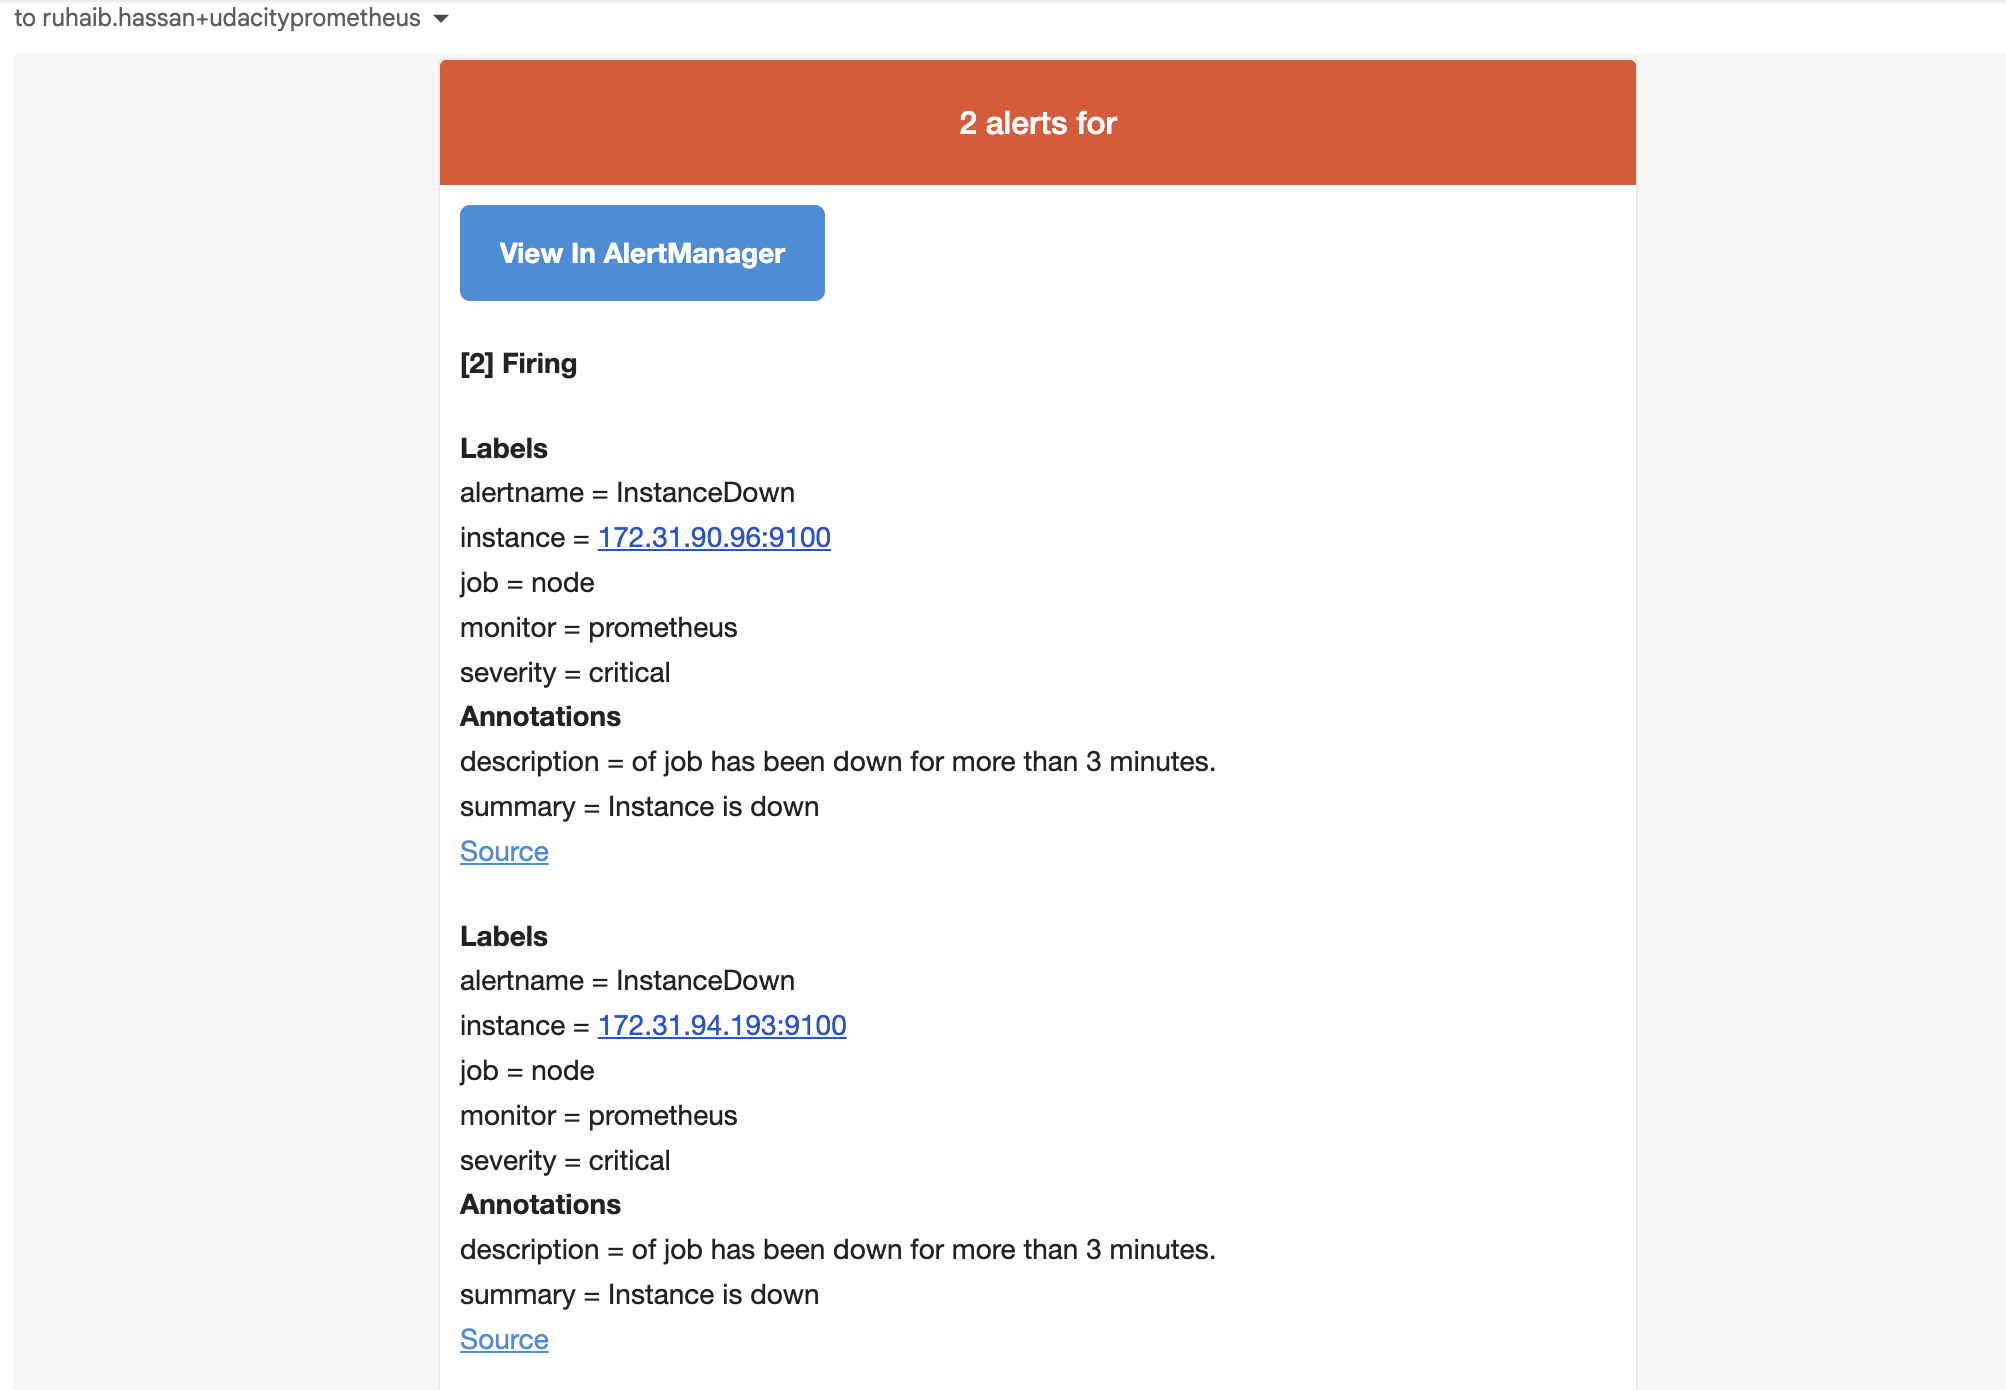 to ruhaib.hassan+udacityprometheus
2 alerts for
View In AlertManager
[2] Firing
Labels
alertname = InstanceDown
instance = 172.31.90.96:9100
job = node
monitor = prometheus
severity = critical
Annotations
description = of job has been down for more than 3 minutes.
summary = Instance is down
Source
Labels
alertname = InstanceDown
instance = 172.31.94.193:9100
job = node
monitor = prometheus
severity = critical
Annotations
description = of job has been down for more than 3 minutes.
summary = Instance is down
Source